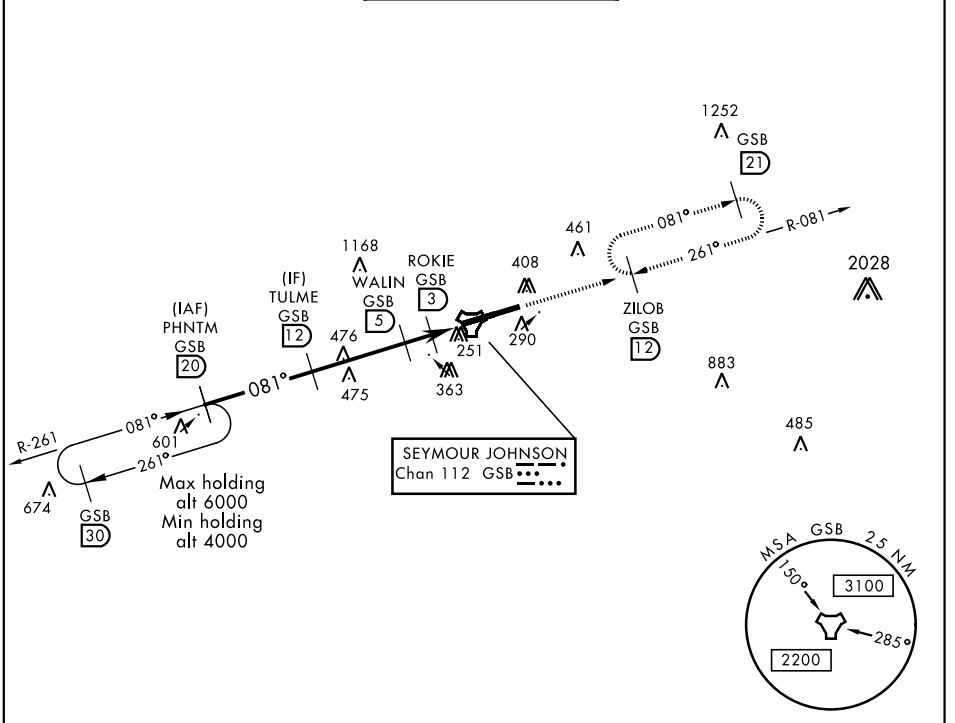 1252
GSB
21
081°
R-081
261°
461
1168
ROKIE
GSB
3
408
2028
WALIN
GSB
5
(IF)
TULME
GSB
12
(IAF)
PHNTM
GSB
20
476
475
290
251
363
ZILOB
GSB
12
883
485
081°
R-261
081°
601
261°
674
GSB
30
Max holding
alt 6000
Min holding
alt 4000
SEYMOUR JOHNSON
Chan 112 GSB
MSA GSB 25 NM
150°
3100
285°
2200